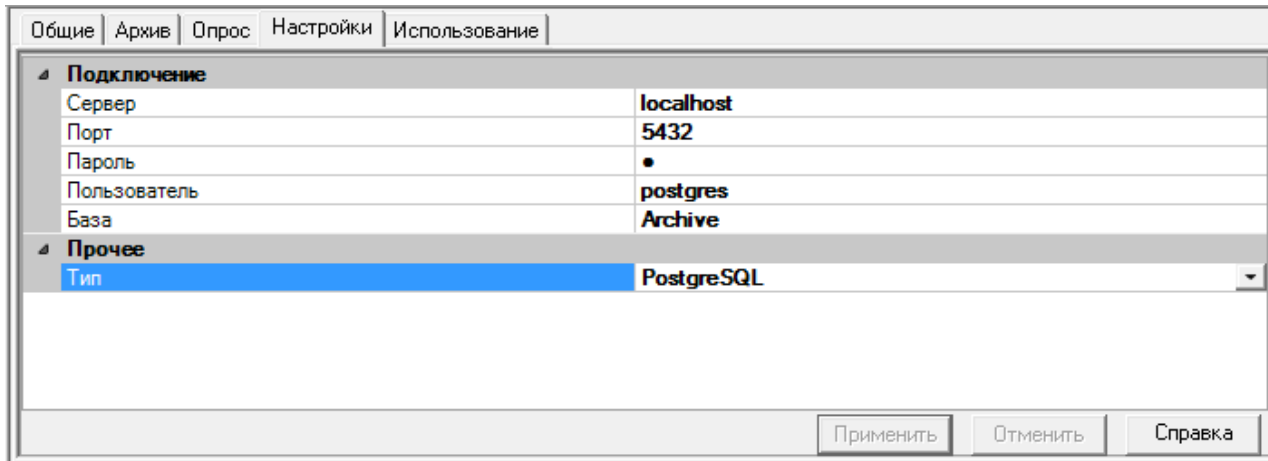 Общие Архив Опрос Настройки Использование
Подключение
Сервер localhost
Порт 5432
Пароль ●
Пользователь postgres
База Archive
Прочее
Тип PostgreSQL
Применить Отменить Справка